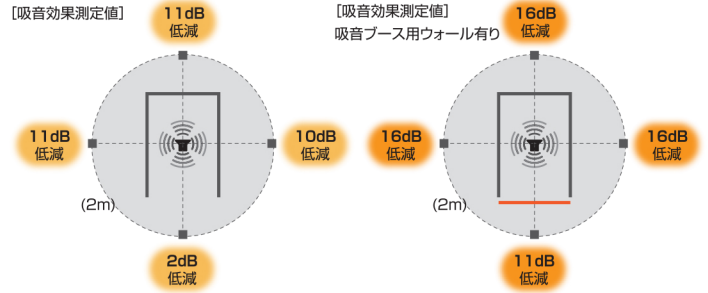 [吸音効果測定値]
11dB
低減
11dB
低減
10dB
低減
(2m)
2dB
低減
[吸音効果測定値]
吸音ブース用ウォール有り
16dB
低減
16dB
低減
16dB
低減
(2m)
11dB
低減